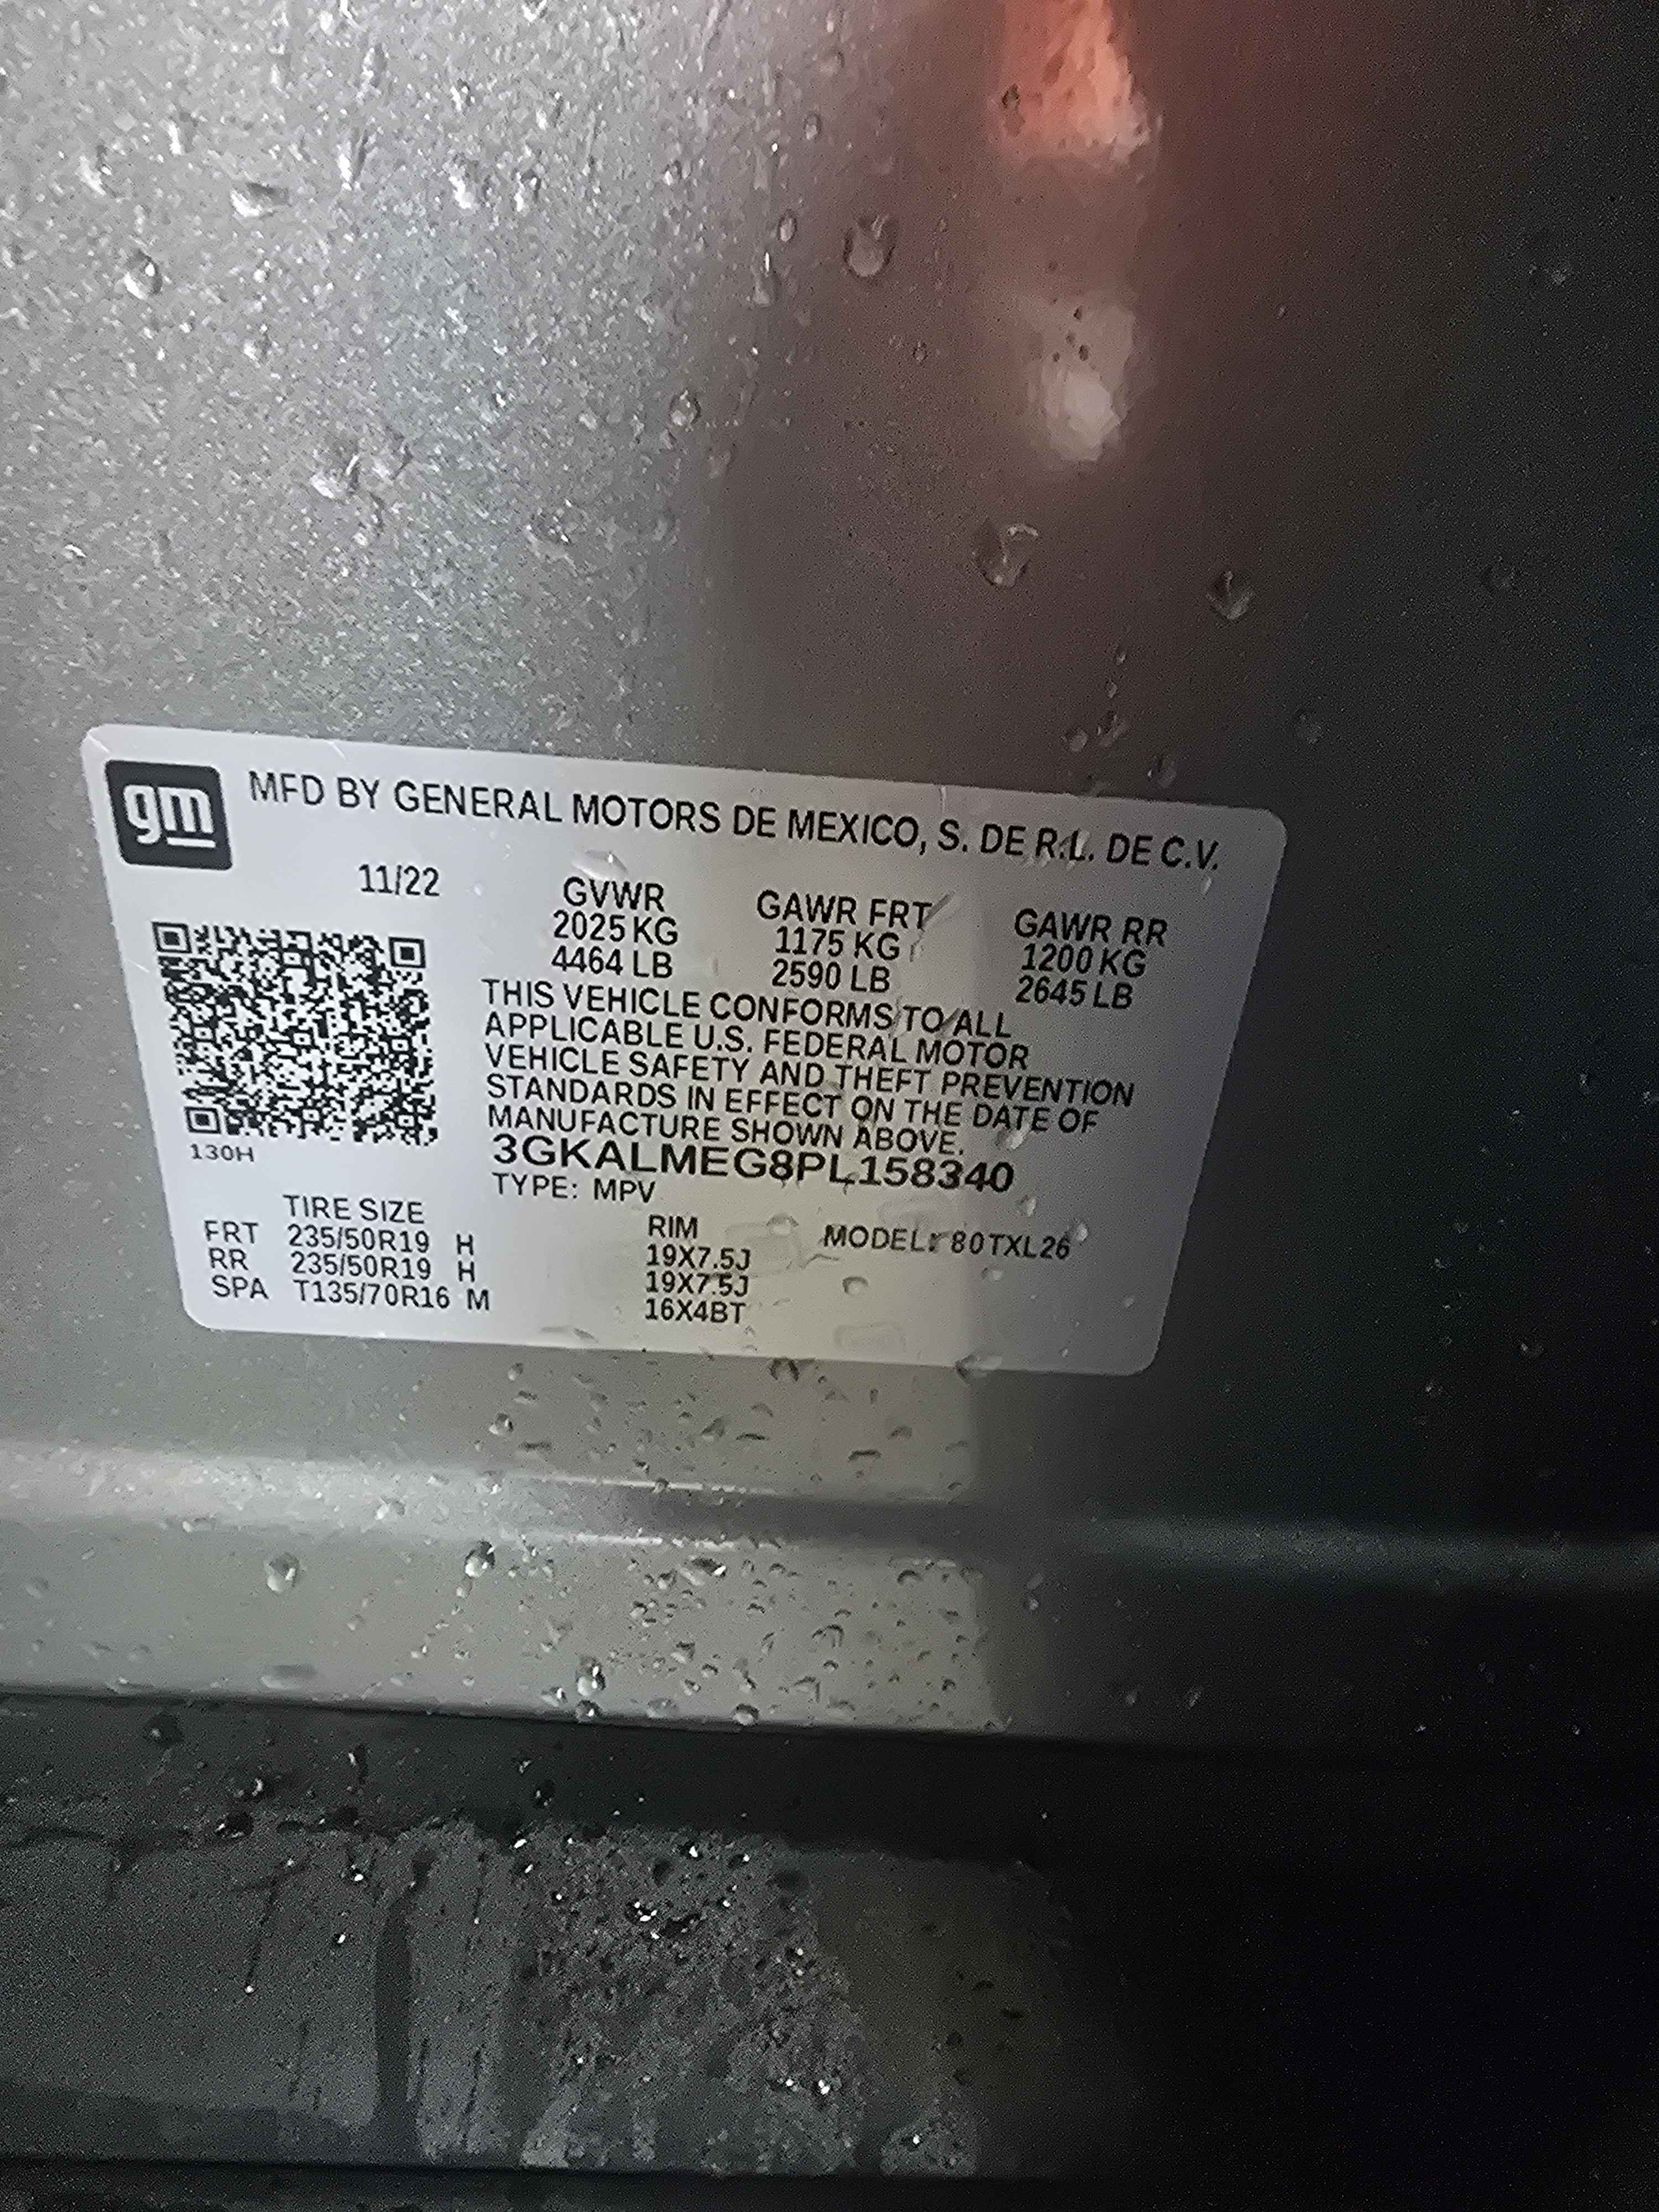 gm MFD BY GENERAL MOTORS DE MEXICO, S. DE R.L. DE C.V.
11/22
GVWR GAWR FRT GAWR RR
2025 KG 1175 KG 1200 KG
4464 LB 2590 LB 2645 LB
THIS VEHICLE CONFORMS TO ALL
APPLICABLE U.S. FEDERAL MOTOR
VEHICLE SAFETY AND THEFT PREVENTION
STANDARDS IN EFFECT ON THE DATE OF
MANUFACTURE SHOWN ABOVE.
130H
3GKALMEG8PL158340
TYPE: MPV
TIRE SIZE RIM MODEL: 80TXL26
FRT 235/50R19 H 19X7.5J
RR 235/50R19 H 19X7.5J
SPA T135/70R16 M 16X4BT